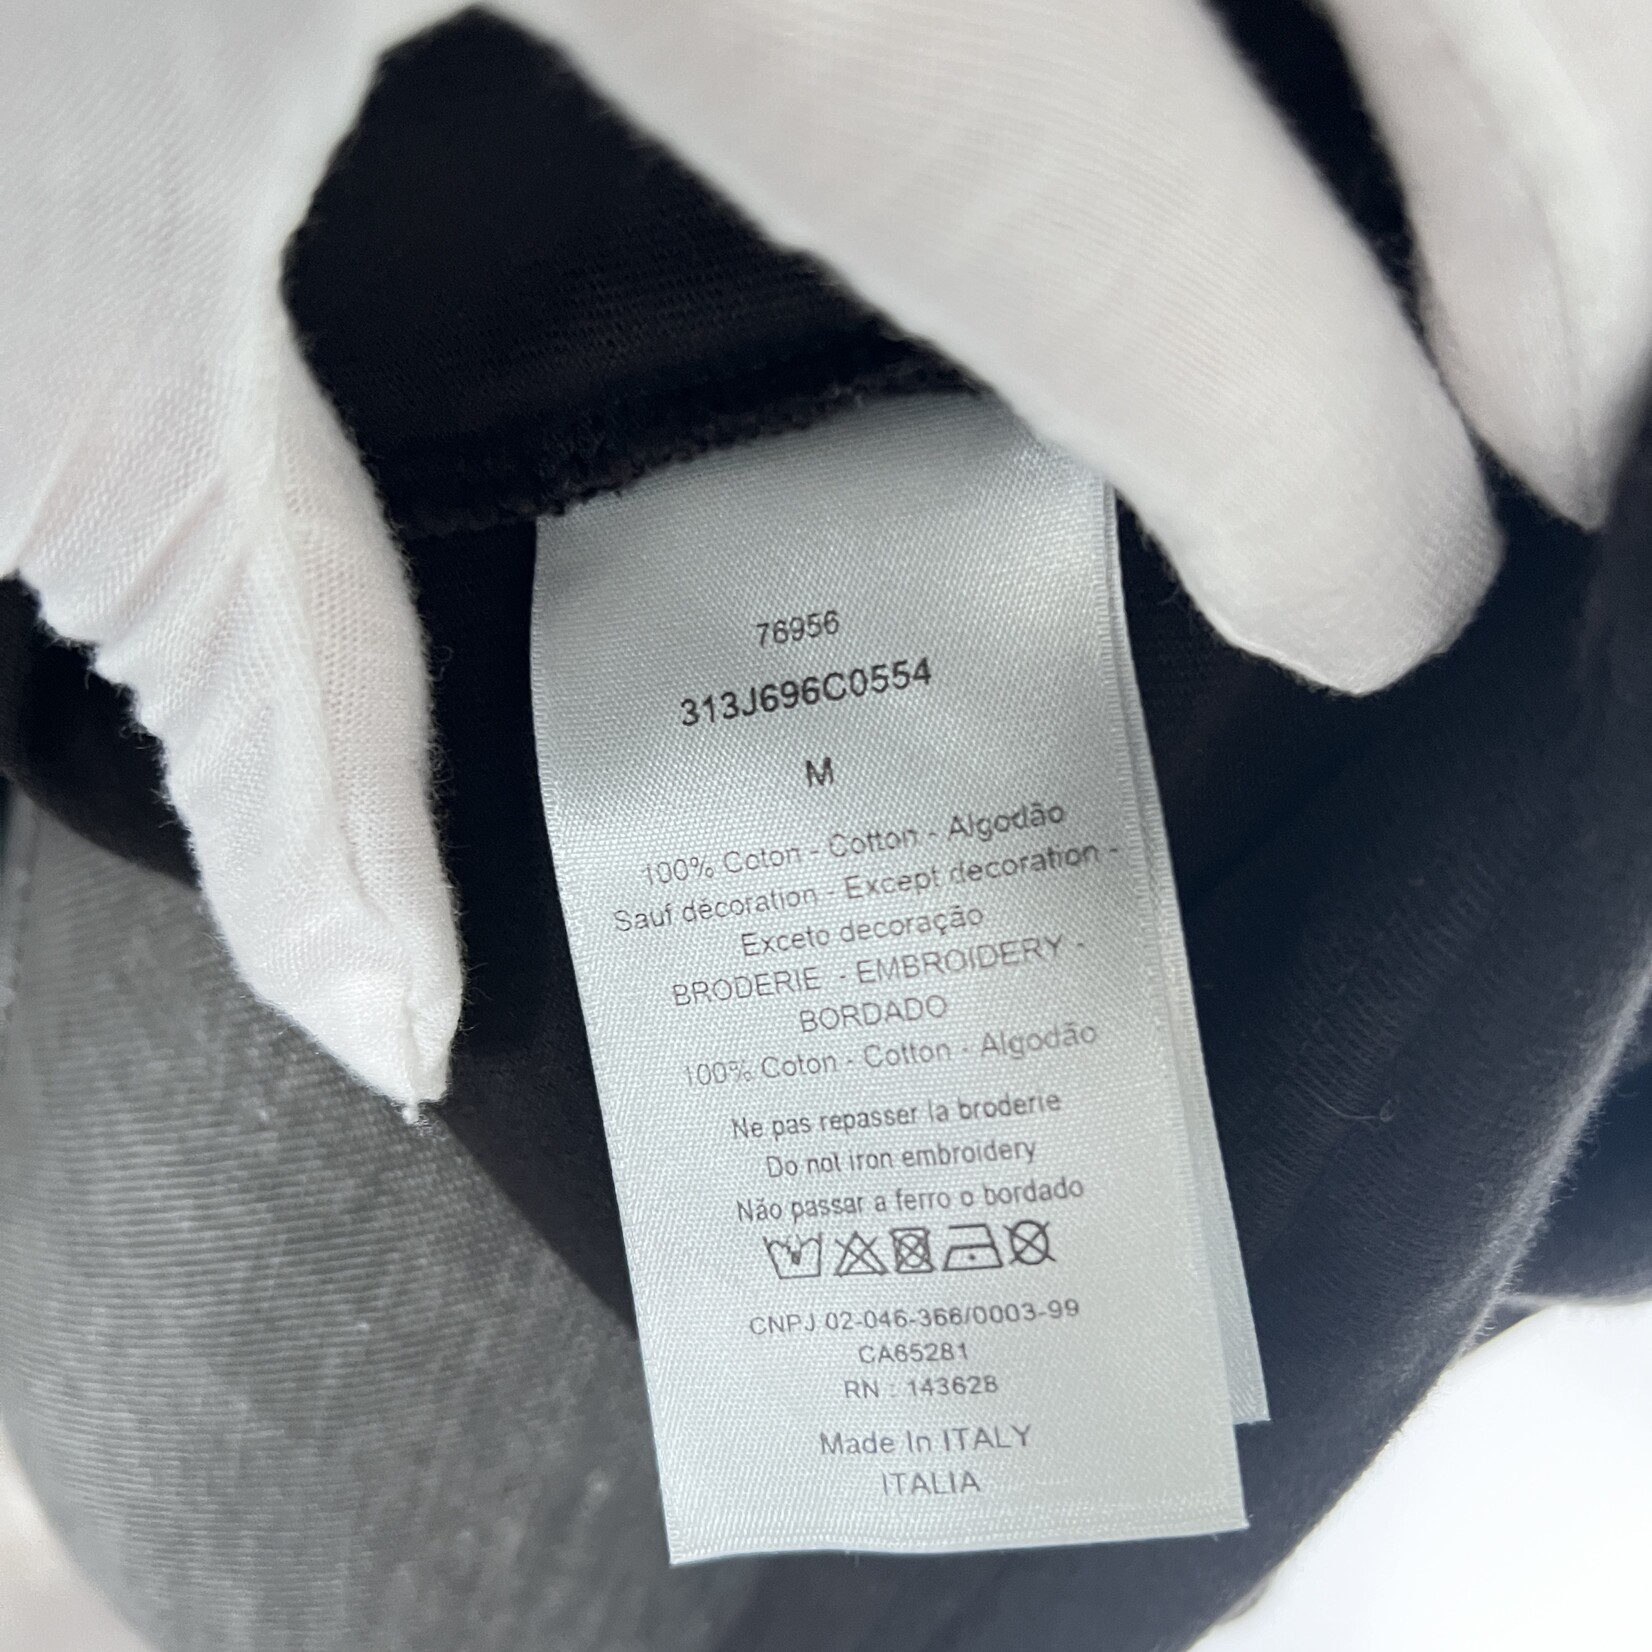 76956
313J696C0554
M
100% Coton - Cotton - Algodão
Sauf décoration - Except decoration -
Exceto decoração
BRODERIE - EMBROIDERY -
BORDADO
100% Coton - Cotton - Algodão
Ne pas repasser la broderie
Do not iron embroidery
Não passar a ferro o bordado
CNPJ 02-046-366/0003-99
CA65281
RN : 143628
Made In ITALY
ITALIA